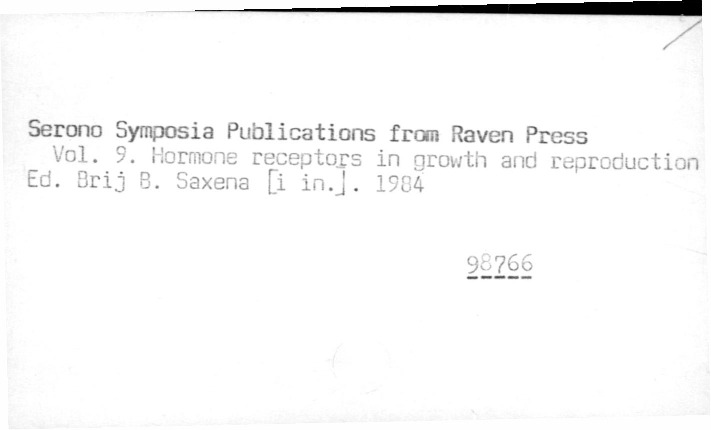 Serono Symposia Publications from Raven Press
Vol. 9. Hormone receptors in growth and reproduction
Ed. Brij B. Saxena [i in.]. 1984
98766